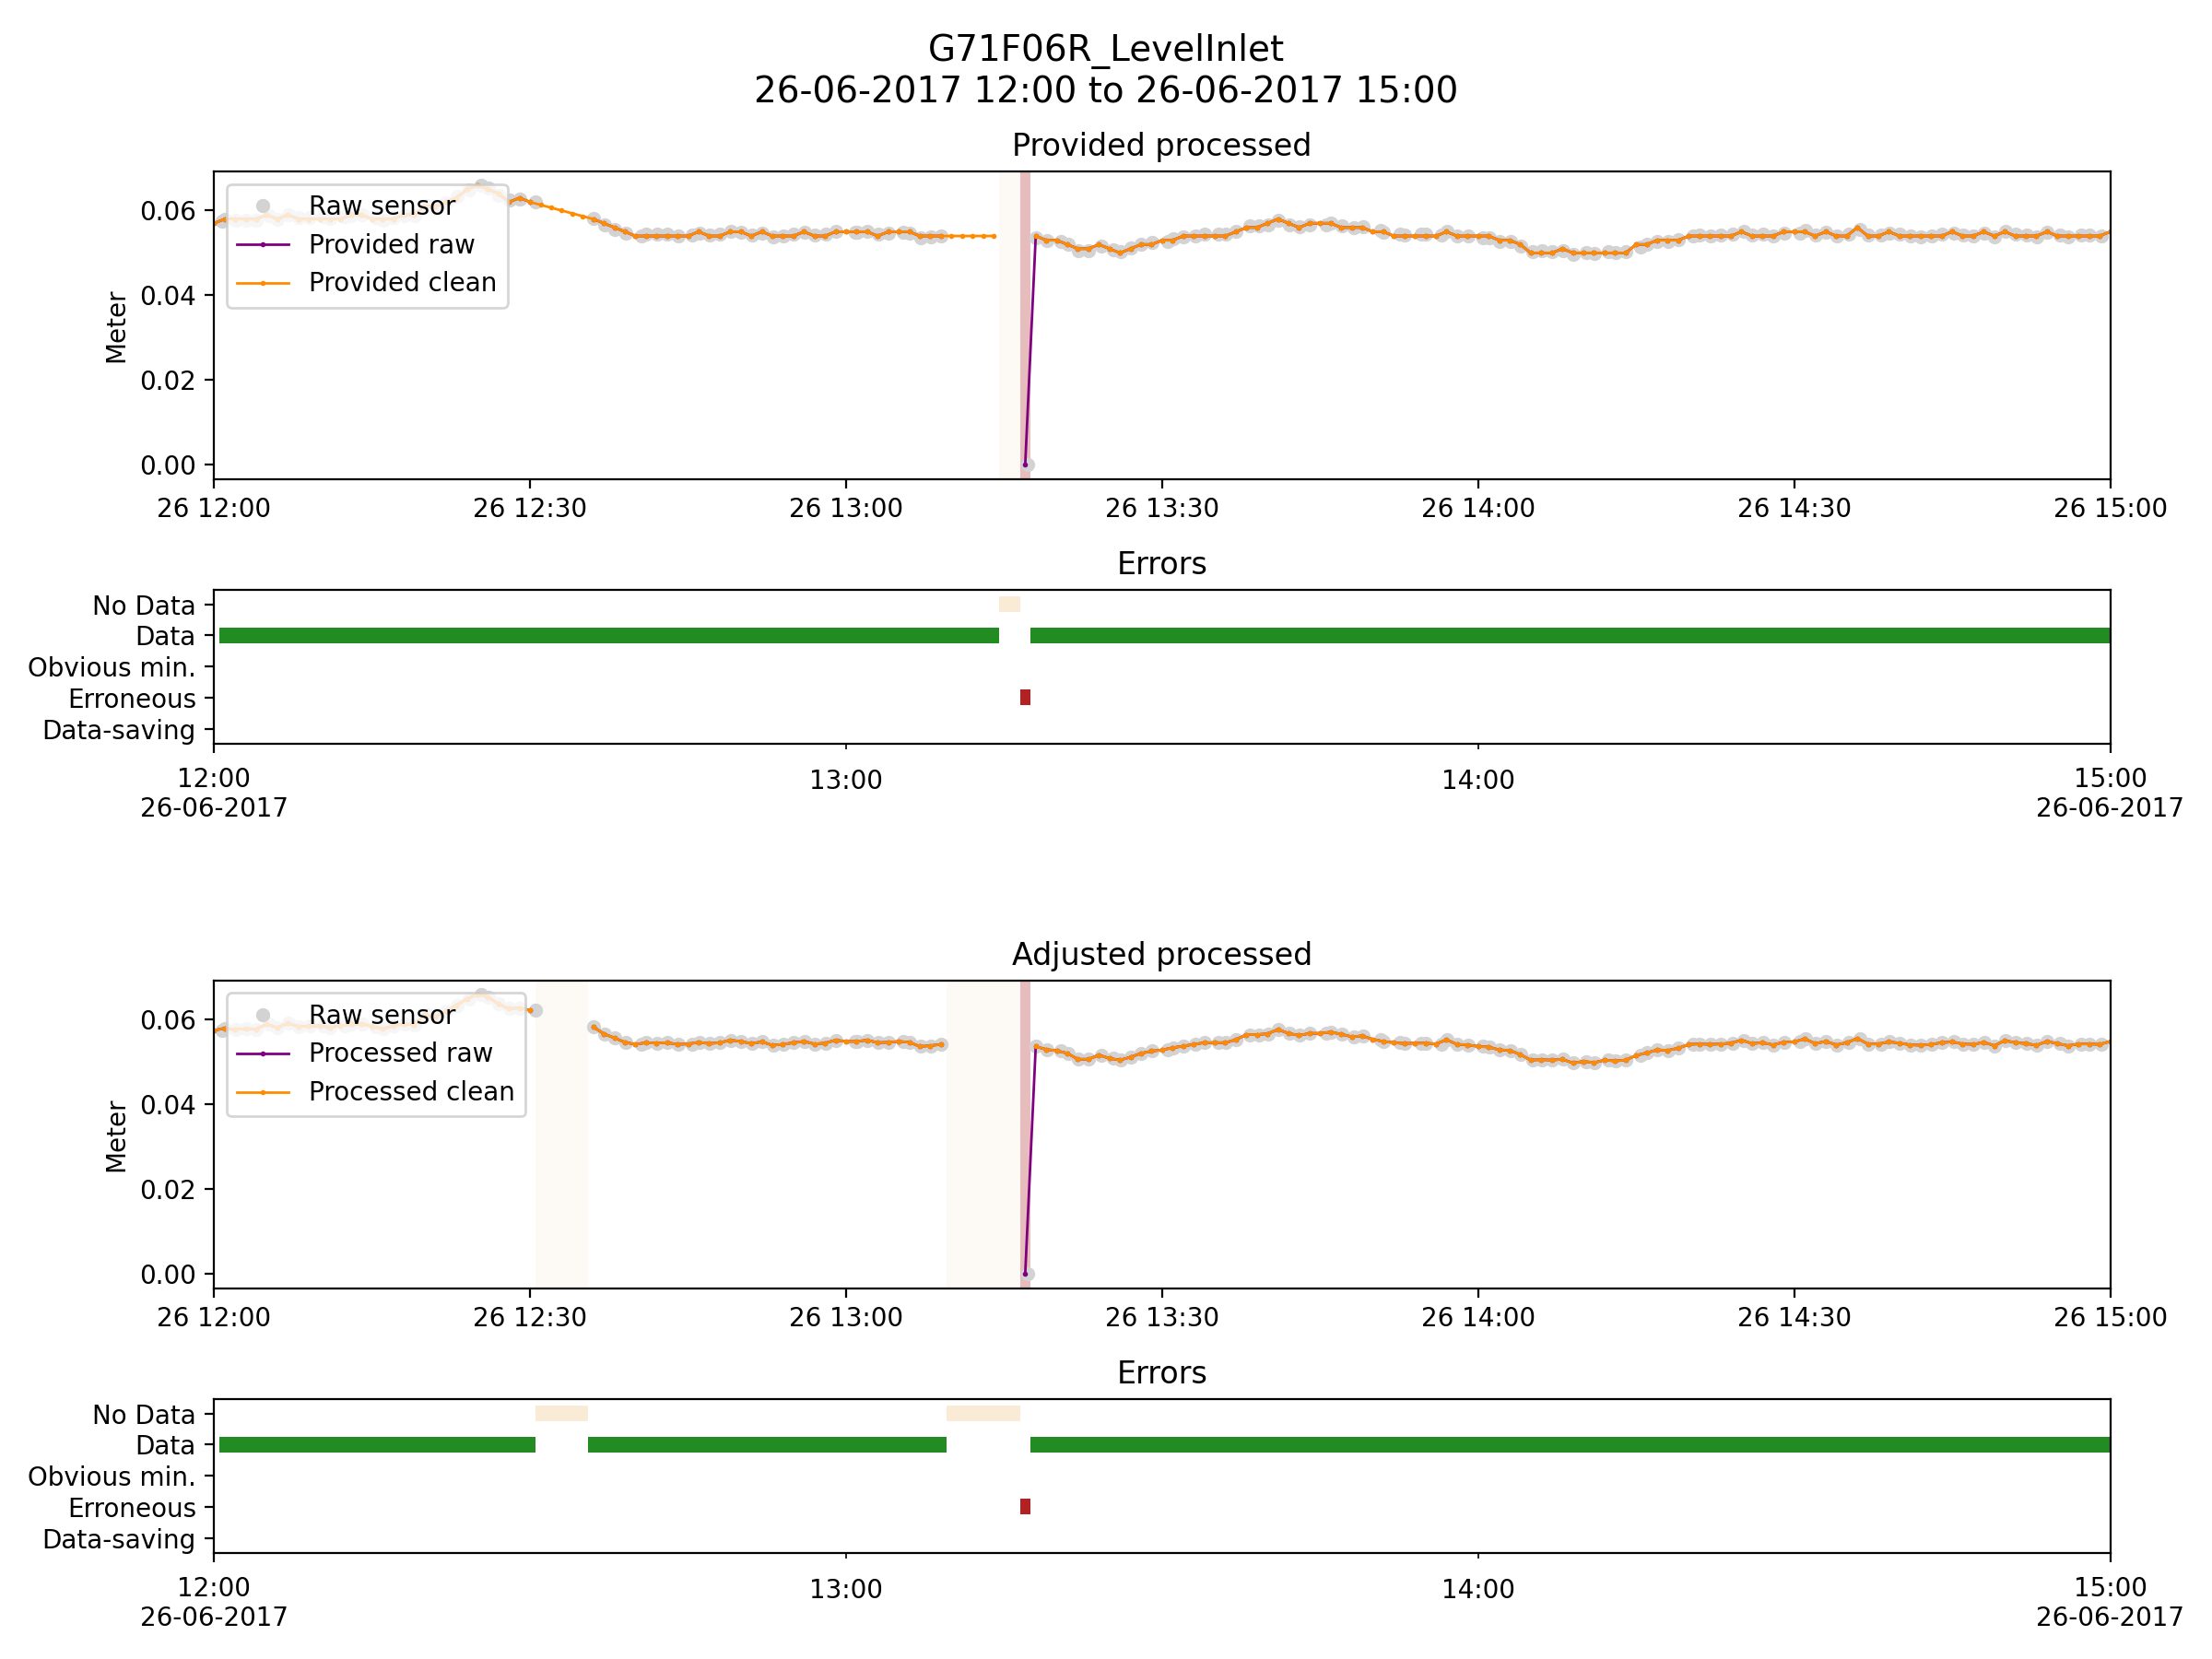 G71F06R_LevelInlet
26-06-2017 12:00 to 26-06-2017 15:00
Provided processed
Raw sensor
Provided raw
Provided clean
Meter
0.06
0.04
0.02
0.00
26 12:00 26 12:30 26 13:00 26 13:30 26 14:00 26 14:30 26 15:00
Errors
No Data
Data
Obvious min.
Erroneous
Data-saving
12:00 13:00 14:00 15:00
26-06-2017 26-06-2017
Adjusted processed
Raw sensor
Processed raw
Processed clean
Meter
0.06
0.04
0.02
0.00
26 12:00 26 12:30 26 13:00 26 13:30 26 14:00 26 14:30 26 15:00
Errors
No Data
Data
Obvious min.
Erroneous
Data-saving
12:00 13:00 14:00 15:00
26-06-2017 26-06-2017